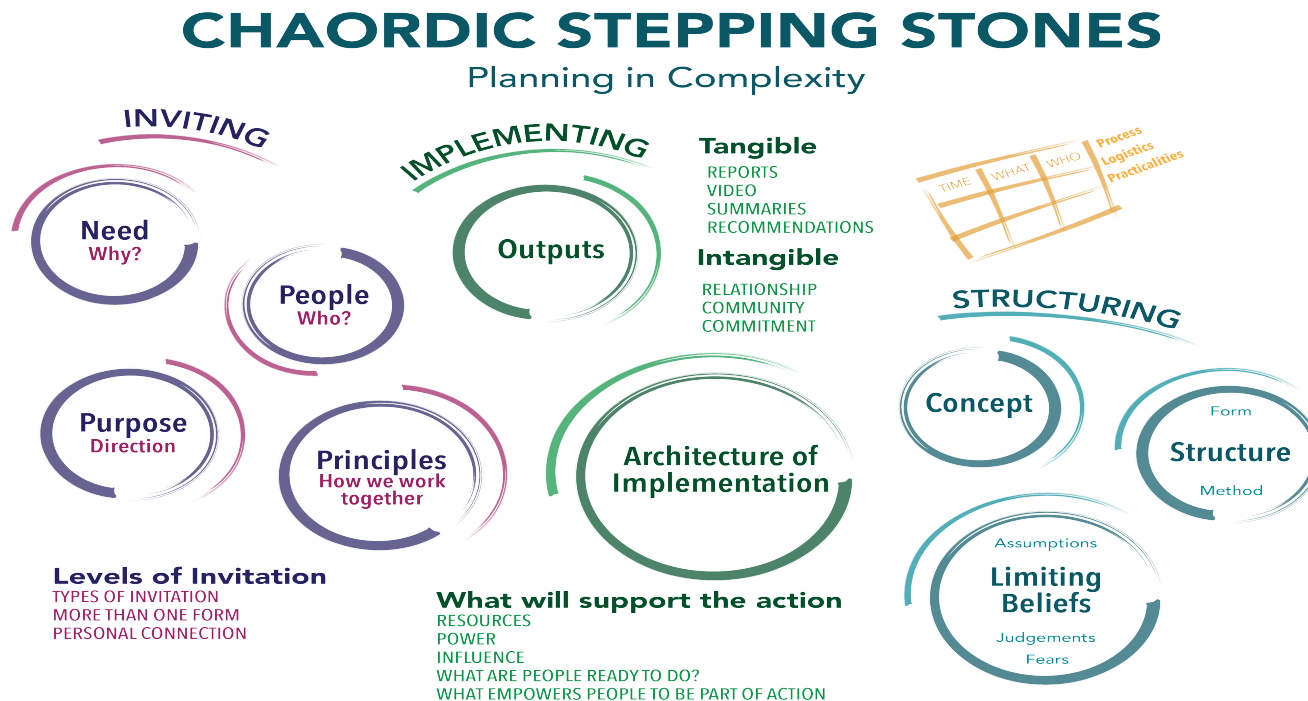 CHAORDIC STEPPING STONES
Planning in Complexity
INVITING
Need
Why?
People
Who?
Purpose
Direction
Principles
How we work
together
Levels of Invitation
TYPES OF INVITATION
MORE THAN ONE FORM
PERSONAL CONNECTION
IMPLEMENTING
Outputs
Tangible
REPORTS
VIDEO
SUMMARIES
RECOMMENDATIONS
Intangible
RELATIONSHIP
COMMUNITY
COMMITMENT
Architecture of
Implementation
What will support the action
RESOURCES
POWER
INFLUENCE
WHAT ARE PEOPLE READY TO DO?
WHAT EMPOWERS PEOPLE TO BE PART OF ACTION
TIME WHAT WHO
Process
Logistics
Practicalities
STRUCTURING
Concept
Form
Structure
Method
Assumptions
Limiting
Beliefs
Judgements
Fears